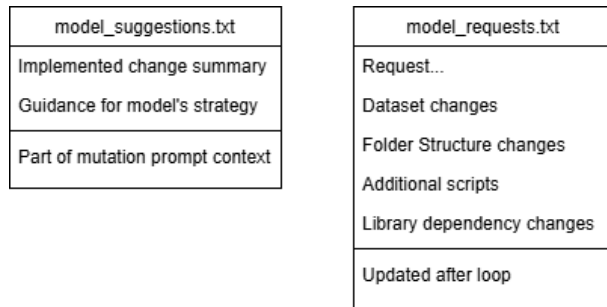 model_suggestions.txt
Implemented change summary
Guidance for model's strategy
Part of mutation prompt context
model_requests.txt
Request...
Dataset changes
Folder Structure changes
Additional scripts
Library dependency changes
Updated after loop